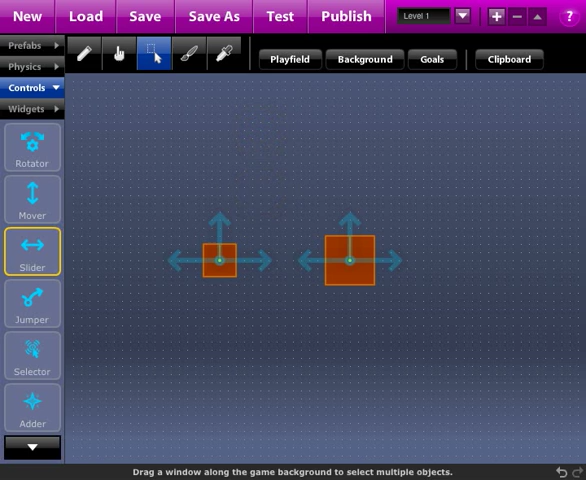 New Load Save Save As Test Publish Level 1 ?
Prefabs
Physics
Controls
Widgets
Playfield Background Goals Clipboard
Rotator
Mover
Slider
Jumper
Selector
Adder
Drag a window along the game background to select multiple objects.